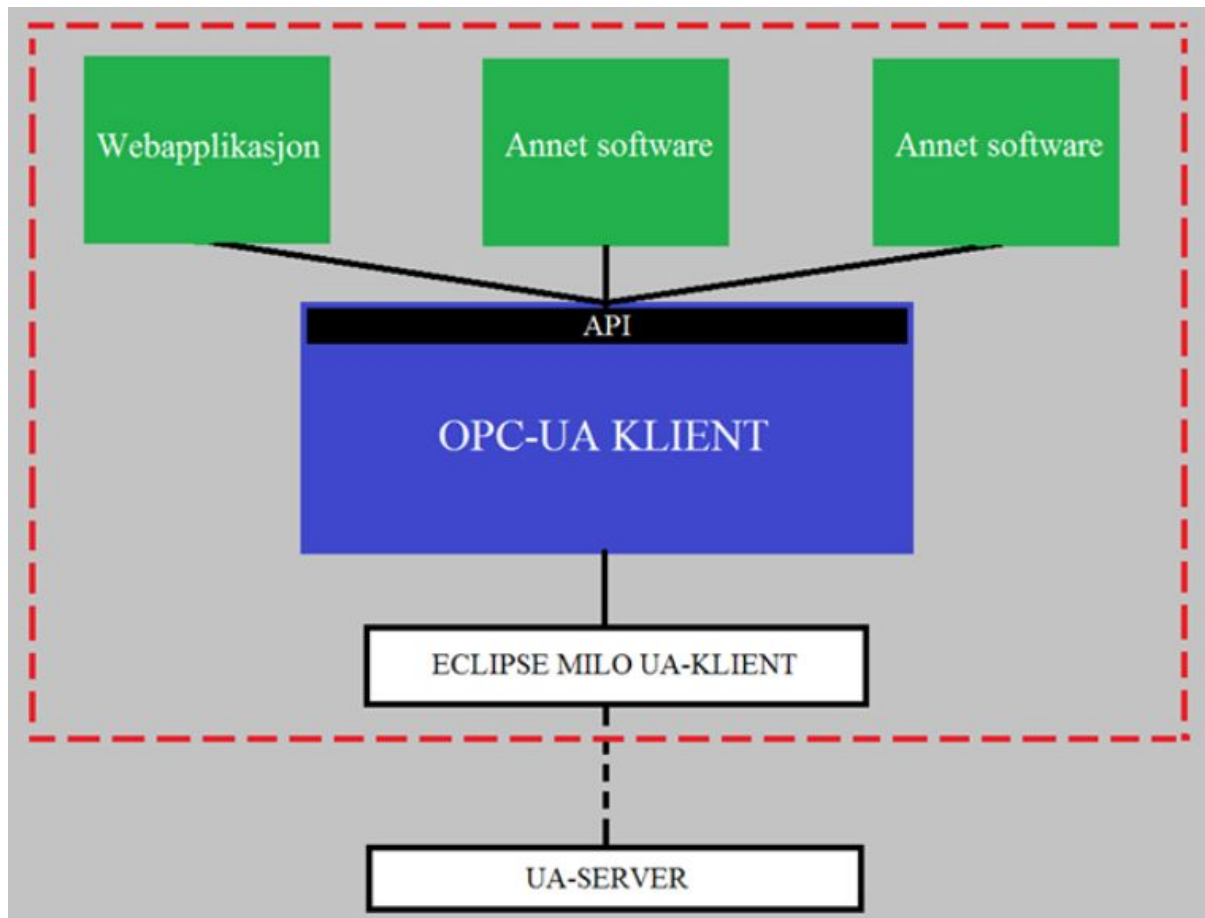 Webapplikasjon
Annet software
Annet software
API
OPC-UA KLIENT
ECLIPSE MILO UA-KLIENT
UA-SERVER